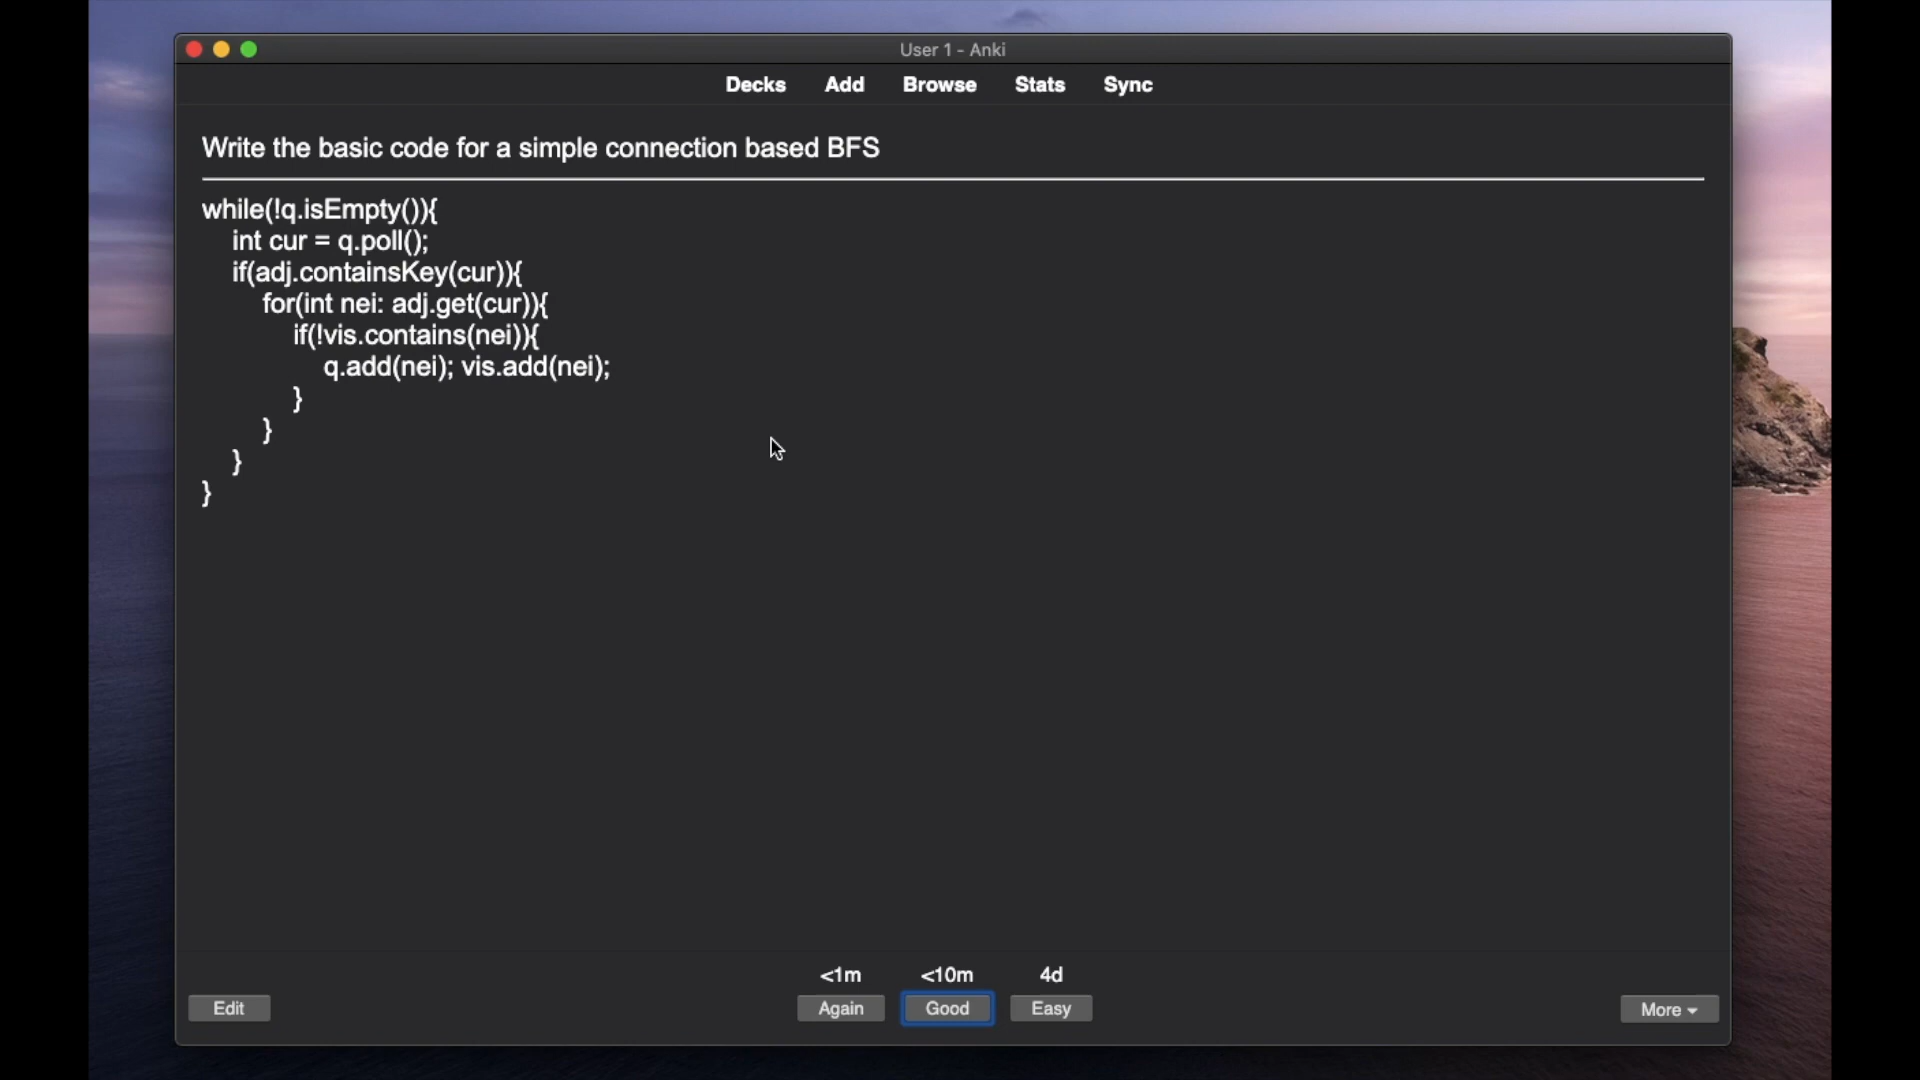 User 1 - Anki
Decks Add Browse Stats Sync
Write the basic code for a simple connection based BFS
while(!q.isEmpty()){
int cur = q.poll();
if(adj.containsKey(cur)){
for(int nei: adj.get(cur)){
if(!vis.contains(nei)){
q.add(nei); vis.add(nei);
}
}
}
}
<1m <10m 4d
Edit Again Good Easy More